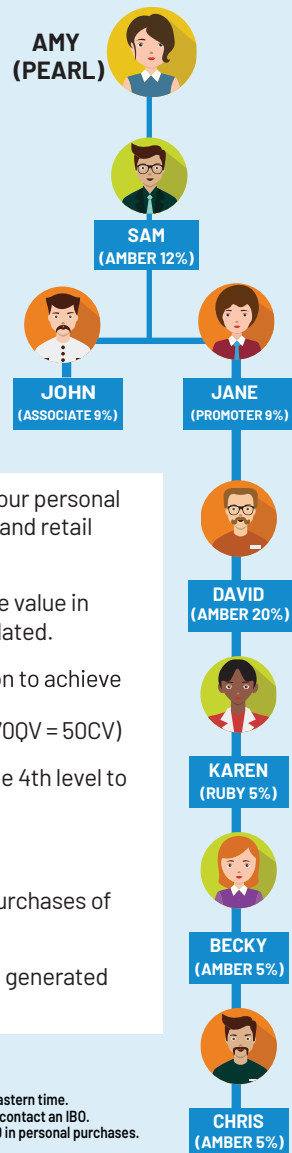 AMY
(PEARL)
SAM
(AMBER 12%)
JOHN
(ASSOCIATE 9%)
JANE
(PROMOTER 9%)
our personal
and retail
e value in
lated.
on to achieve
70QV = 50CV)
e 4th level to
urchases of
generated
DAVID
(AMBER 20%)
KAREN
(RUBY 5%)
BECKY
(AMBER 5%)
CHRIS
(AMBER 5%)
astern time.
contact an IBO.
in personal purchases.